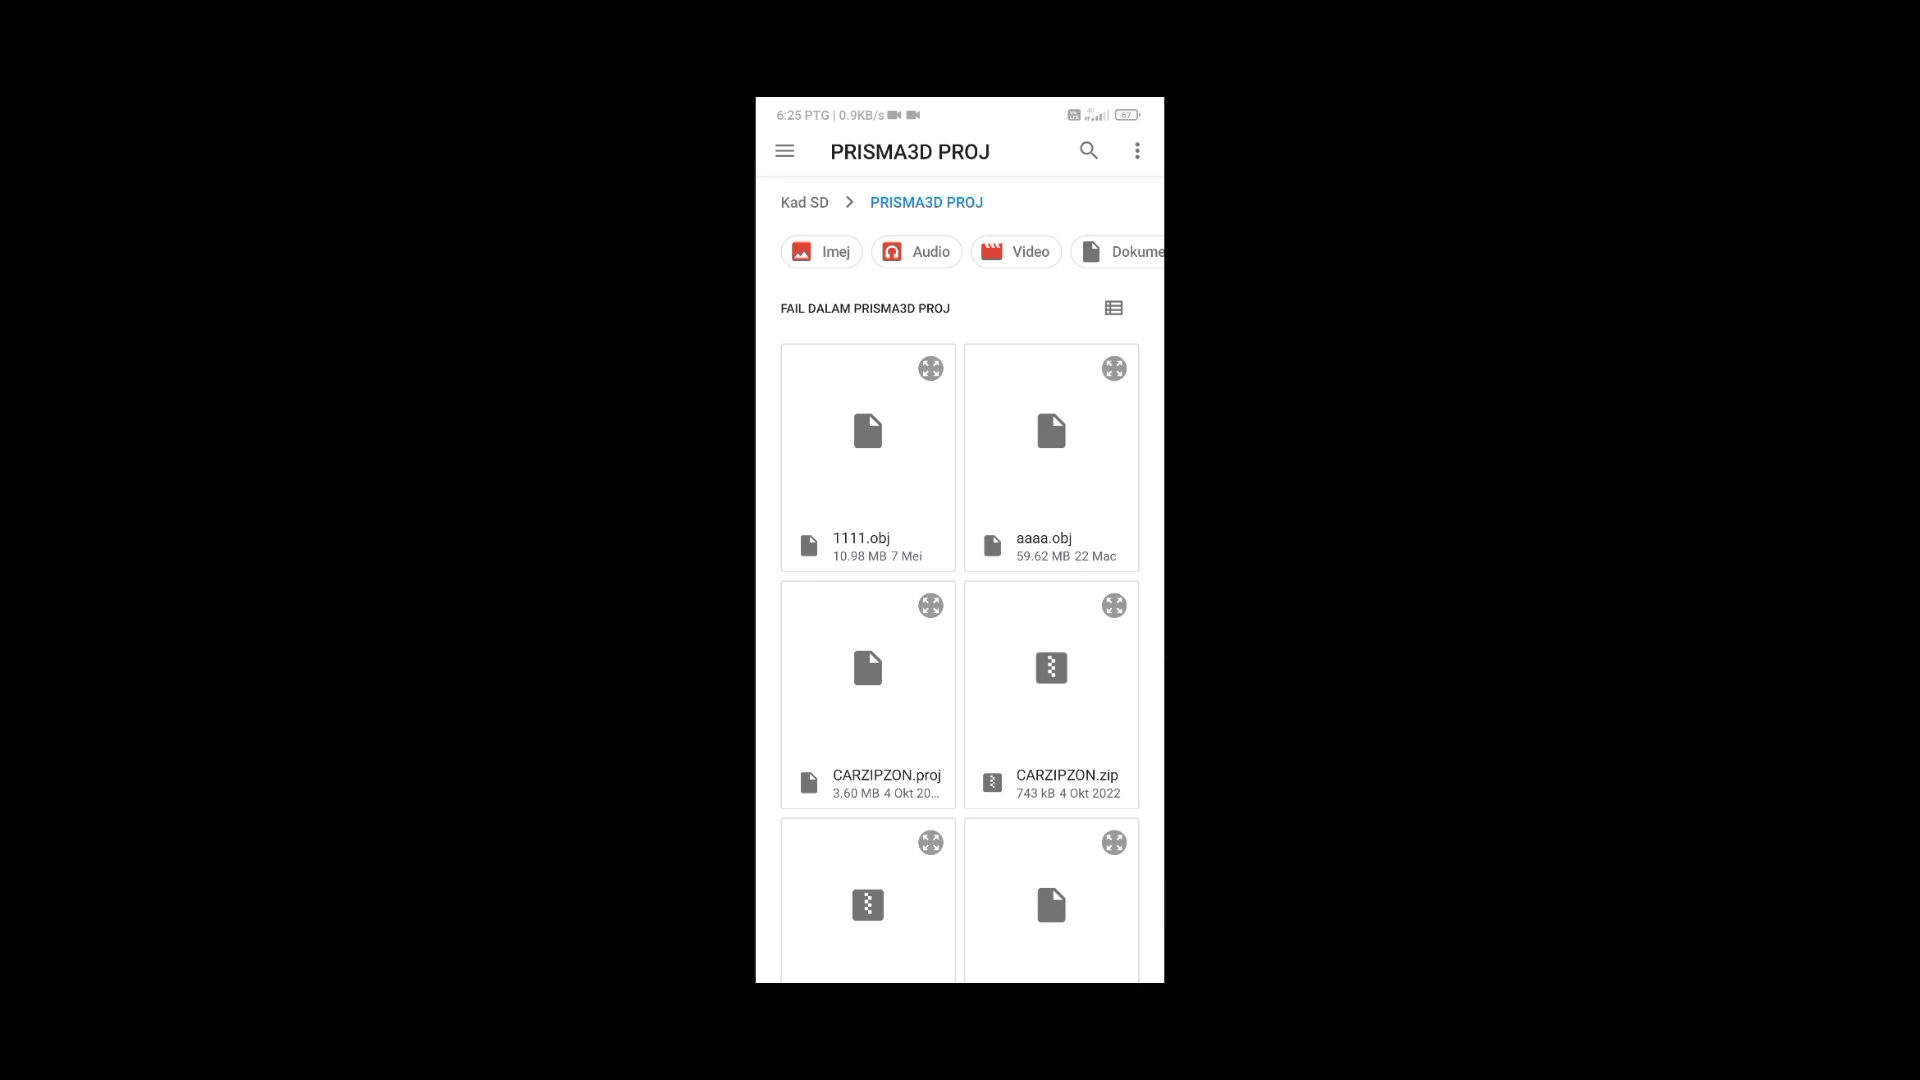 6:25 PTG | 0.9KB/s
67
PRISMA3D PROJ
Kad SD
PRISMA3D PROJ
Imej
Audio
Video
Dokume
FAIL DALAM PRISMA3D PROJ
1111.obj
10.98 MB 7 Mei
aaaa.obj
59.62 MB 22 Mac
CARZIPZON.proj
3.60 MB 4 Okt 20...
CARZIPZON.zip
743 kB 4 Okt 2022